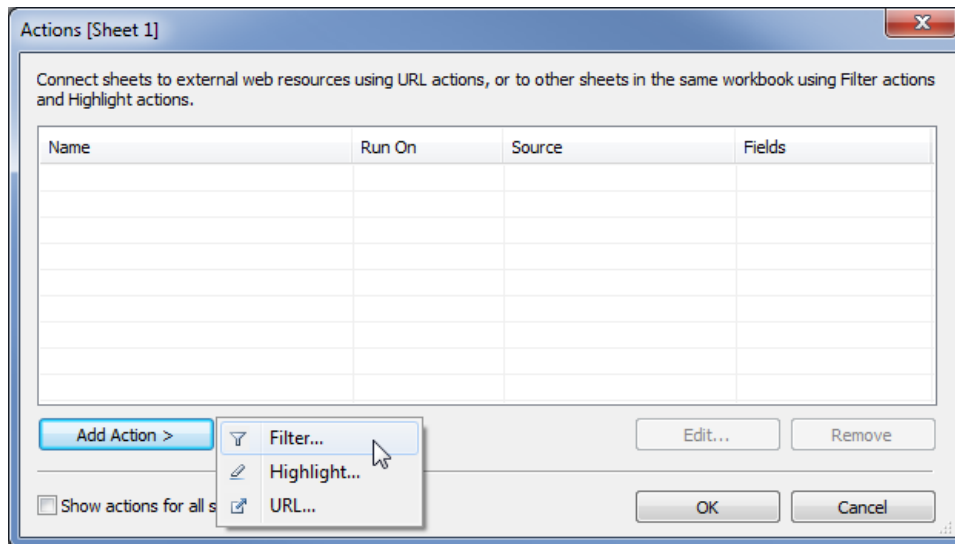 Actions [Sheet 1]
Connect sheets to external web resources using URL actions, or to other sheets in the same workbook using Filter actions
and Highlight actions.
Name Run On Source Fields
Add Action > Filter... Edit... Remove
Highlight...
Show actions for all s URL... OK Cancel